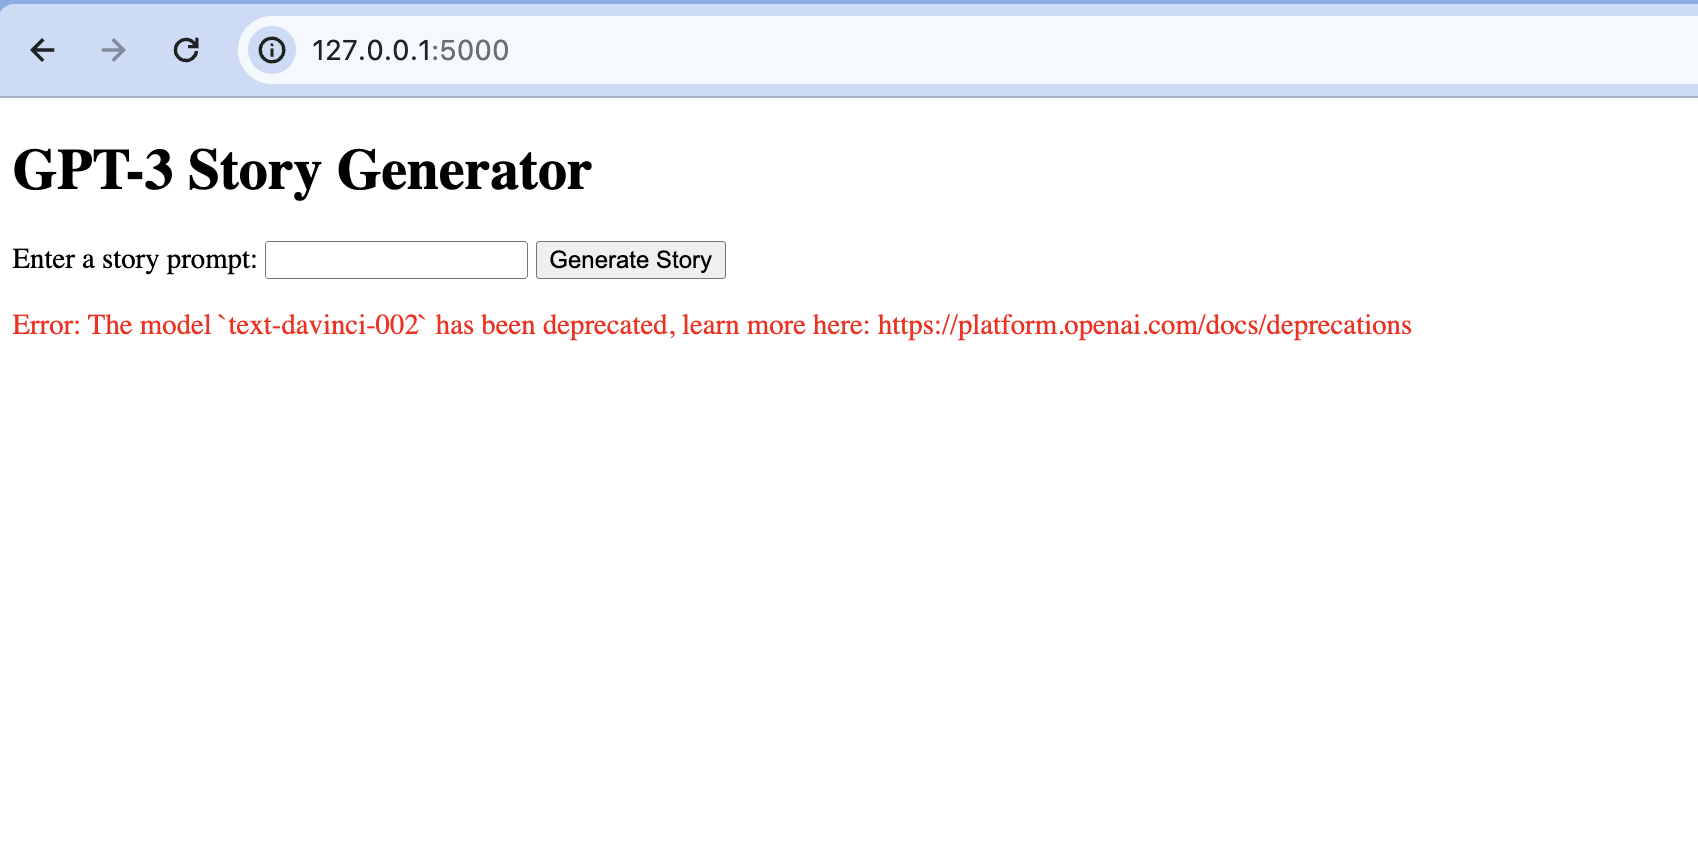 127.0.0.1:5000
GPT-3 Story Generator
Enter a story prompt: Generate Story
Error: The model `text-davinci-002` has been deprecated, learn more here: https://platform.openai.com/docs/deprecations